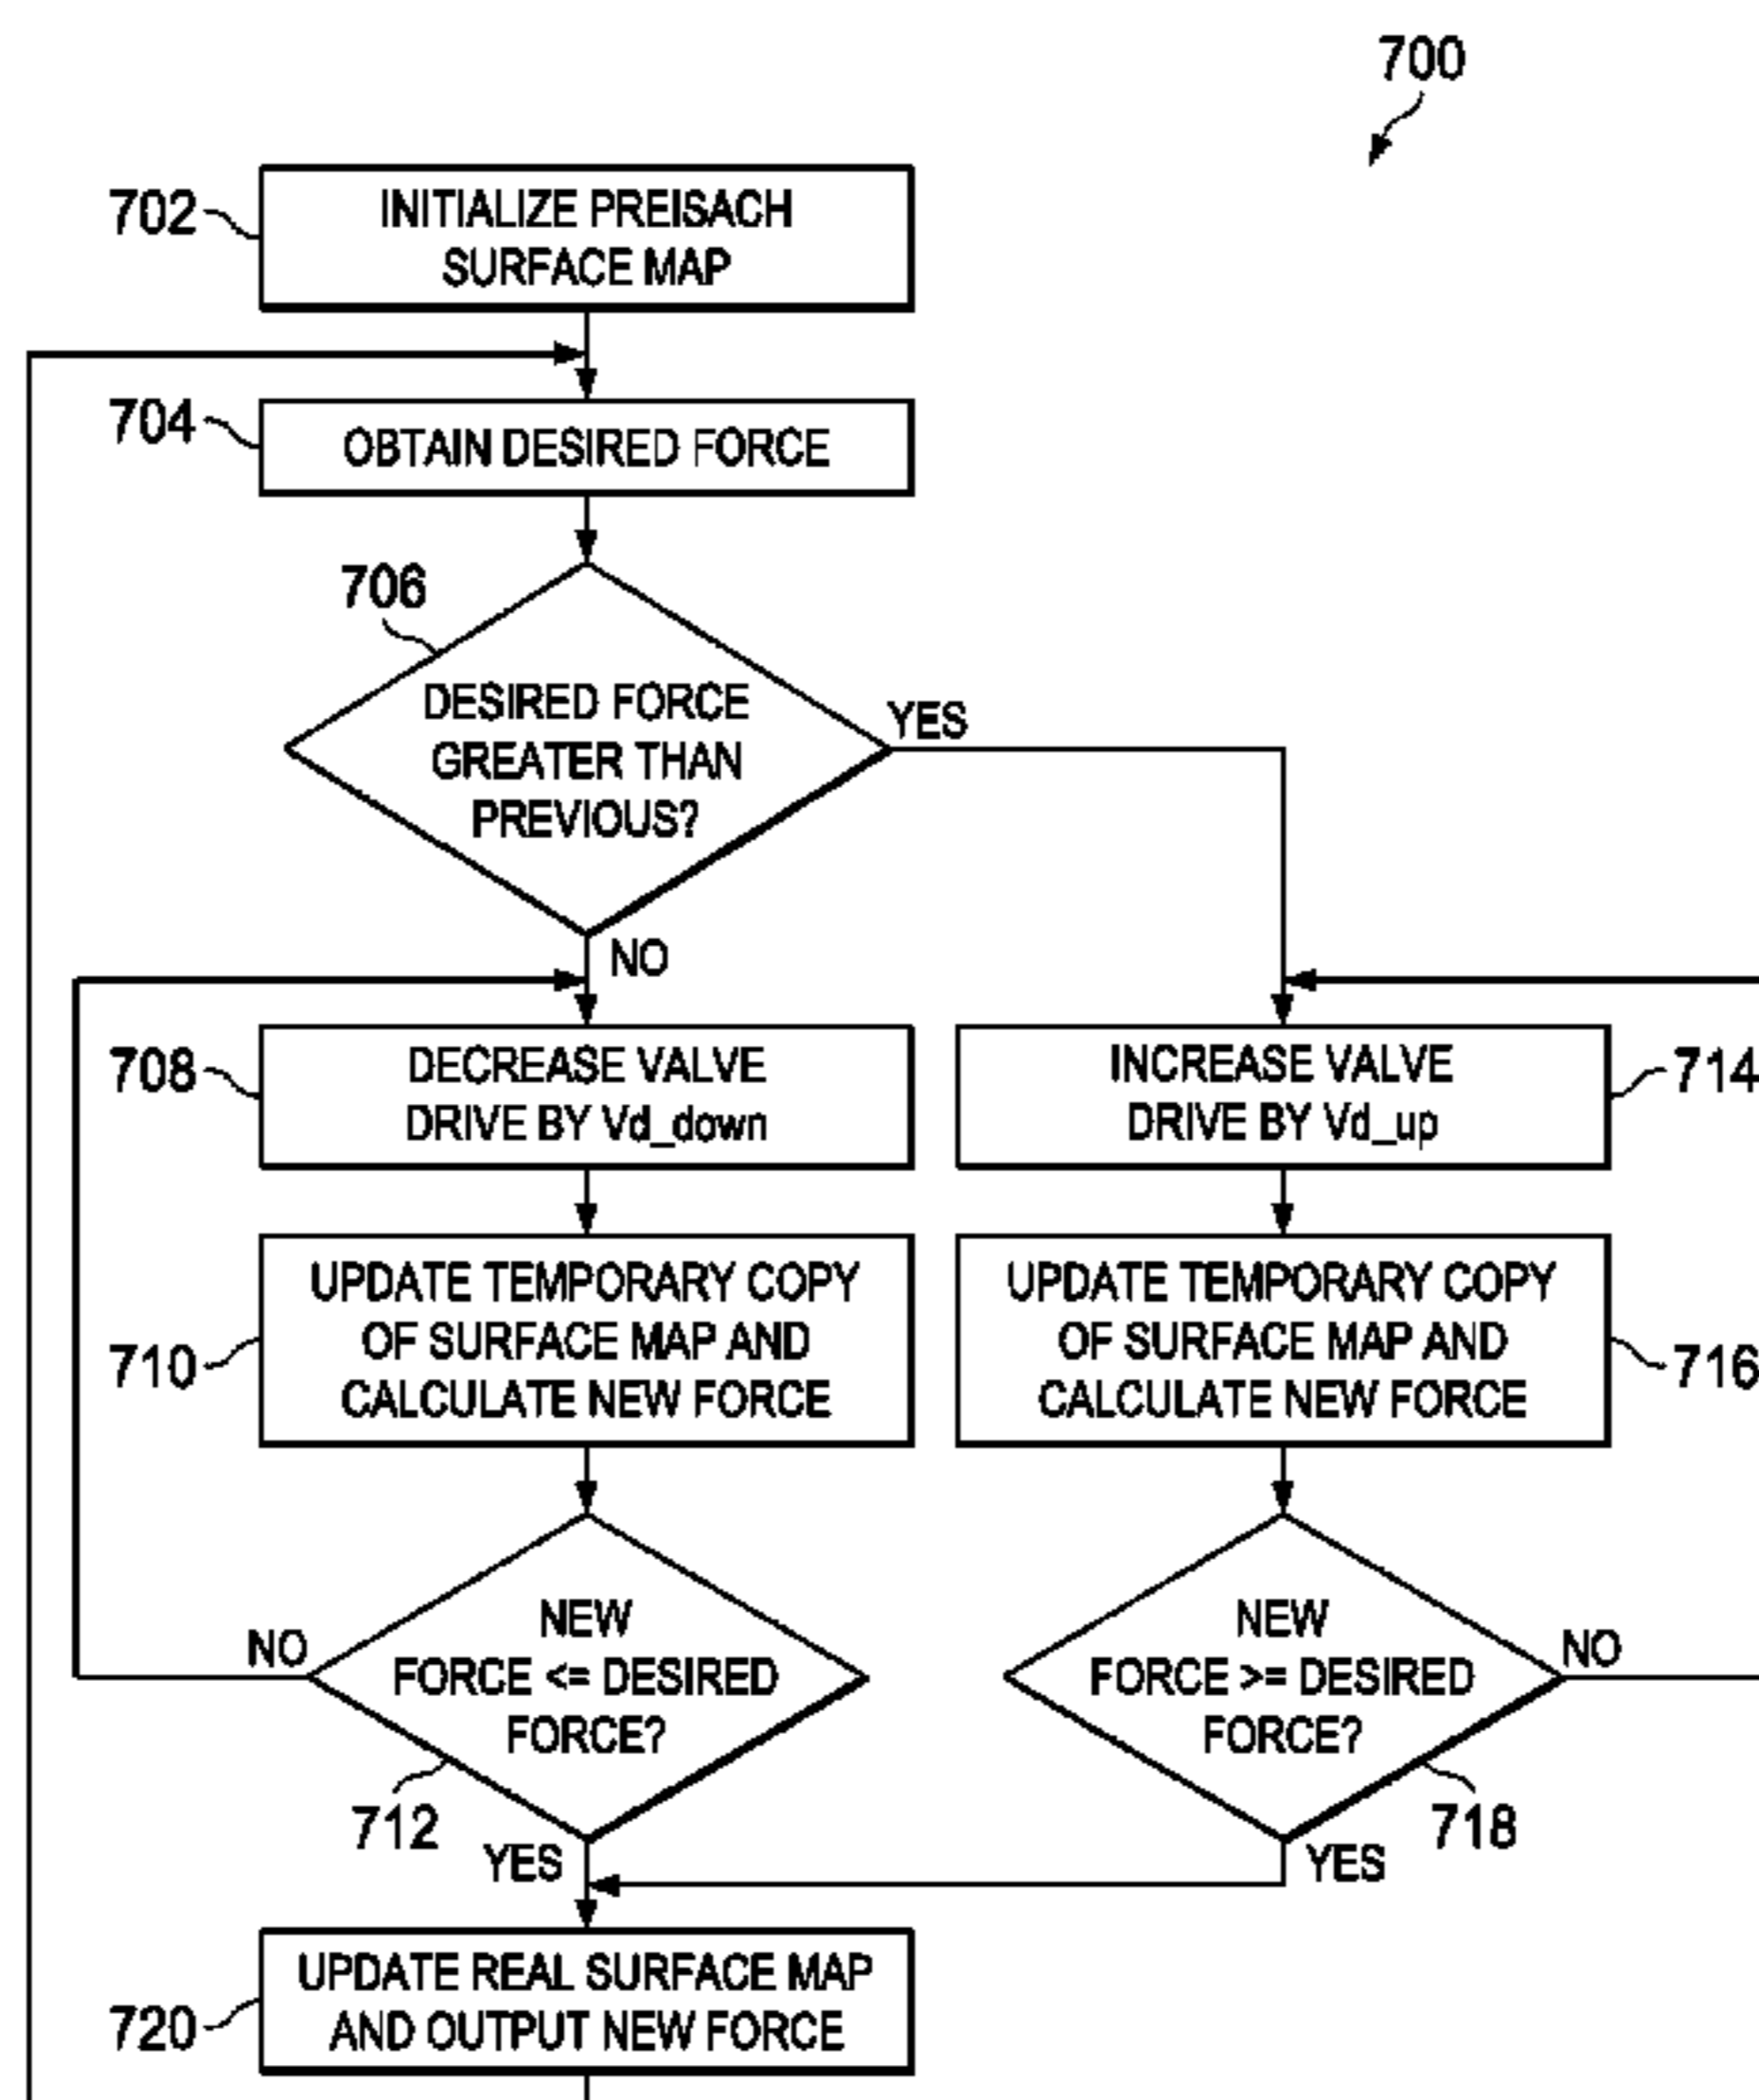 700
702
INITIALIZE PREISACH
SURFACE MAP
704
OBTAIN DESIRED FORCE
706
DESIRED FORCE
GREATER THAN
PREVIOUS?
YES
NO
708
DECREASE VALVE
DRIVE BY Vd_down
INCREASE VALVE
DRIVE BY Vd_up
714
710
UPDATE TEMPORARY COPY
OF SURFACE MAP AND
CALCULATE NEW FORCE
UPDATE TEMPORARY COPY
OF SURFACE MAP AND
CALCULATE NEW FORCE
716
NO
NEW
FORCE <= DESIRED
FORCE?
712
YES
NEW
FORCE >= DESIRED
FORCE?
NO
718
YES
720
UPDATE REAL SURFACE MAP
AND OUTPUT NEW FORCE